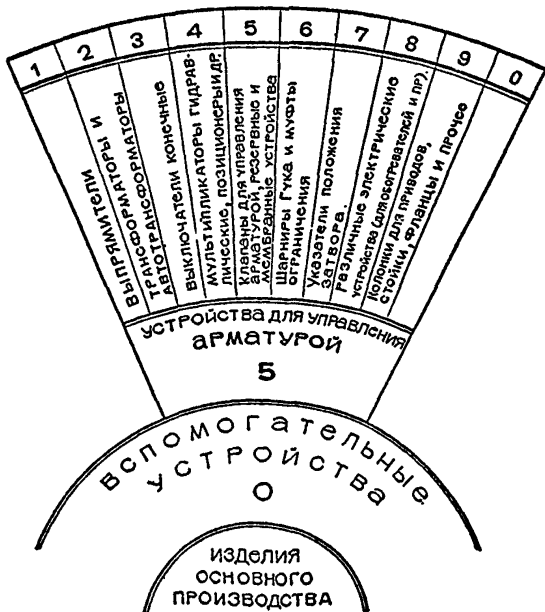 1 2 3 4 5 6 7 8 9 0
ВЫПРЯМИТЕЛИ
ТРАНСФОРМАТОРЫ И
АВТОТРАНСФОРМАТОРЫ
ВЫКЛЮЧАТЕЛИ КОНЕЧНЫЕ
МУЛЬТИПЛИКАТОРЫ ГИДРАВ-
ЛИЧЕСКИЕ, ПОЗИЦИОНЕРЫ И ДР.
КЛАПАНЫ ДЛЯ УПРАВЛЕНИЯ
АРМАТУРОЙ, РЕЗЕРВНЫЕ И
МЕМБРАННЫЕ УСТРОЙСТВА
ШАРНИРЫ ГУКА И МУФТЫ
ОГРАНИЧЕНИЯ
УКАЗАТЕЛИ ПОЛОЖЕНИЯ
ЗАТВОРА.
РАЗЛИЧНЫЕ ЭЛЕКТРИЧЕСКИЕ
УСТРОЙСТВА (ДЛЯ ОБОГРЕВАТЕЛЕЙ И ПР).
КОЛОНКИ ДЛЯ ПРИВОДОВ,
СТОЙКИ, ФЛАНЦЫ И ПРОЧЕЕ
УСТРОЙСТВА ДЛЯ УПРАВЛЕНИЯ
АРМАТУРОЙ
5
ВСПОМОГАТЕЛЬНЫЕ
УСТРОЙСТВА
0
ИЗДЕЛИЯ
ОСНОВНОГО
ПРОИЗВОДСТВА